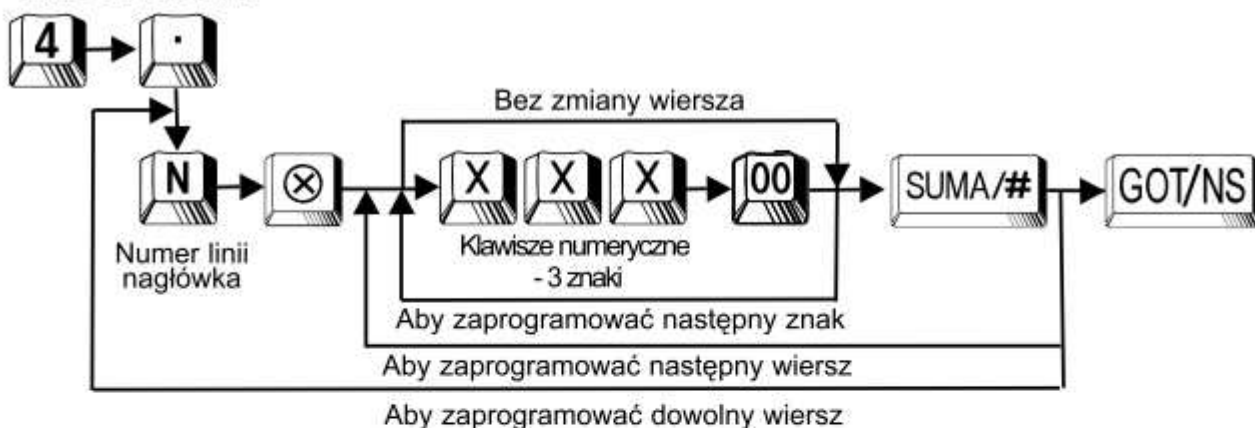 4 .
Bez zmiany wiersza
N ⊗ X X X 00 SUMA/# GOT/NS
Numer linii
nagłówka
Klawisze numeryczne
- 3 znaki
Aby zaprogramować następny znak
Aby zaprogramować następny wiersz
Aby zaprogramować dowolny wiersz